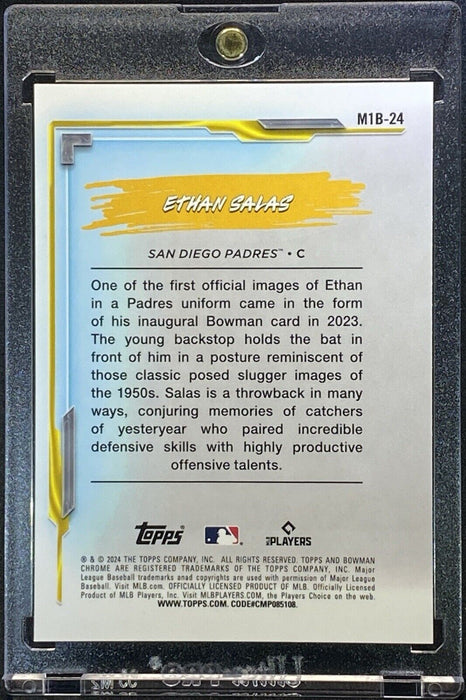 M1B-24
ETHAN SALAS
SAN DIEGO PADRES™ • C
One of the first official images of Ethan
in a Padres uniform came in the form
of his inaugural Bowman card in 2023.
The young backstop holds the bat in
front of him in a posture reminiscent of
those classic posed slugger images of
the 1950s. Salas is a throwback in many
ways, conjuring memories of catchers
of yesteryear who paired incredible
defensive skills with highly productive
offensive talents.
Topps PLAYERS
® & © 2024 THE TOPPS COMPANY, INC. ALL RIGHTS RESERVED. TOPPS AND BOWMAN
CHROME ARE REGISTERED TRADEMARKS OF THE TOPPS COMPANY, INC. Major
League Baseball trademarks anad copyrights are used with permission of Major League
Baseball. Visit MLB.com. OFFICIALLY LICENSED PRODUCT OF MLB. Officially Licensed
Product of MLB Players, Inc. Visit MLBPLAYERS.COM, the Players Choice on the web.
WWW.TOPPS.COM. CODE#CMP085108.